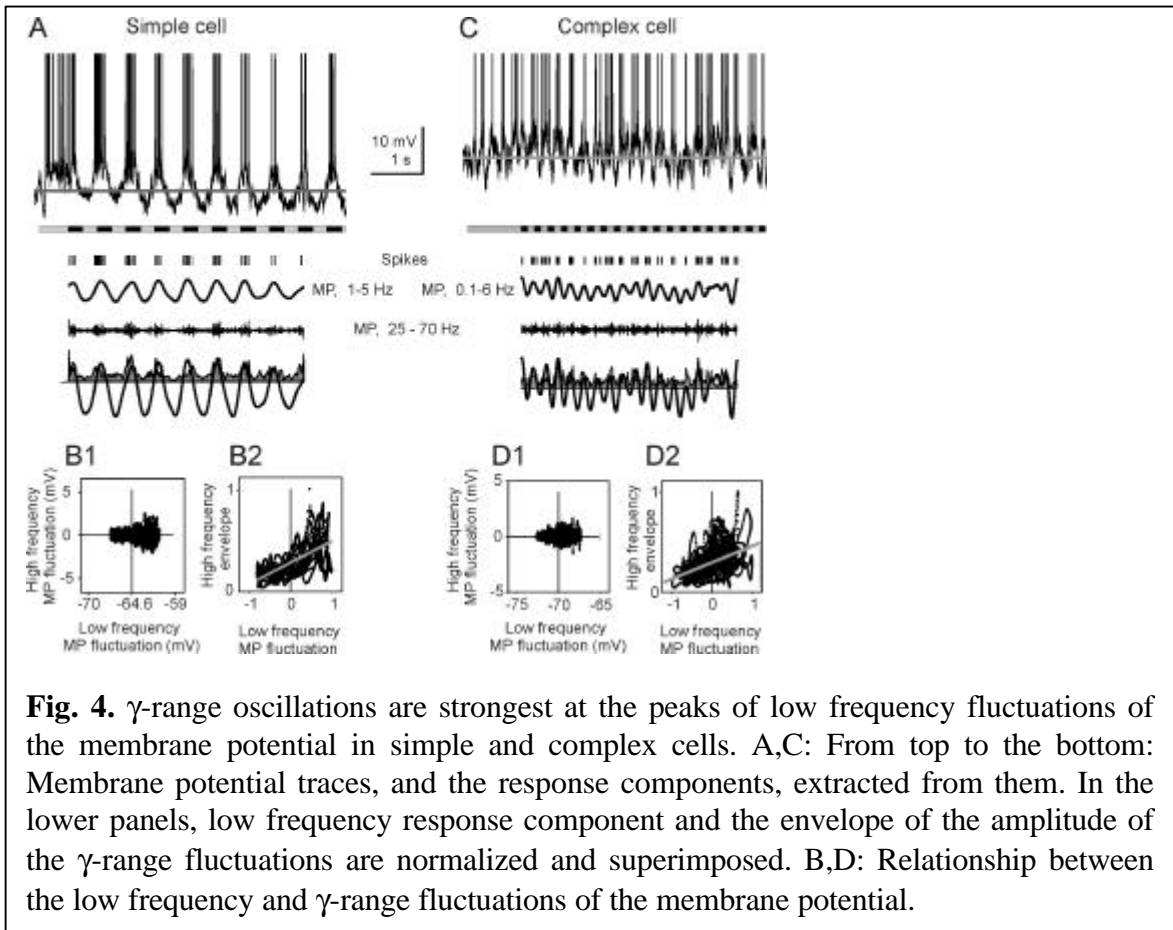 A Simple cell C Complex cell
10 mV
1 s
Spikes
MP, 1-5 Hz MP, 0.1-6 Hz
MP, 25 - 70 Hz
B1 B2 D1 D2
High frequency
MP fluctuation (mV)
5
0
-5
-70 -64.6 -59
Low frequency
MP fluctuation (mV)
High frequency
envelope
1
0
-1 0 1
Low frequency
MP fluctuation
High frequency
MP fluctuation (mV)
5
0
-5
-75 -70 -65
Low frequency
MP fluctuation (mV)
High frequency
envelope
1
0
-1 0 1
Low frequency
MP fluctuation
Fig. 4. γ-range oscillations are strongest at the peaks of low frequency fluctuations of
the membrane potential in simple and complex cells. A,C: From top to the bottom:
Membrane potential traces, and the response components, extracted from them. In the
lower panels, low frequency response component and the envelope of the amplitude of
the γ-range fluctuations are normalized and superimposed. B,D: Relationship between
the low frequency and γ-range fluctuations of the membrane potential.